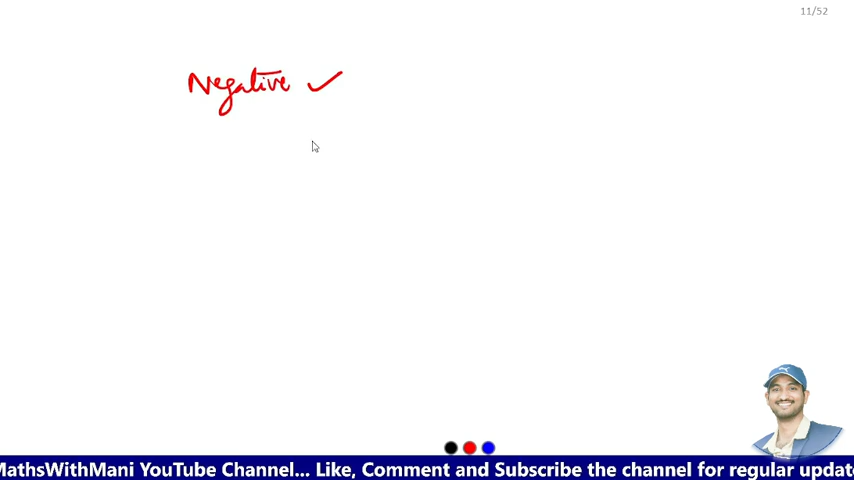 11/52
Negative ✓
MathsWithMani YouTube Channel... Like, Comment and Subscribe the channel for regular updat